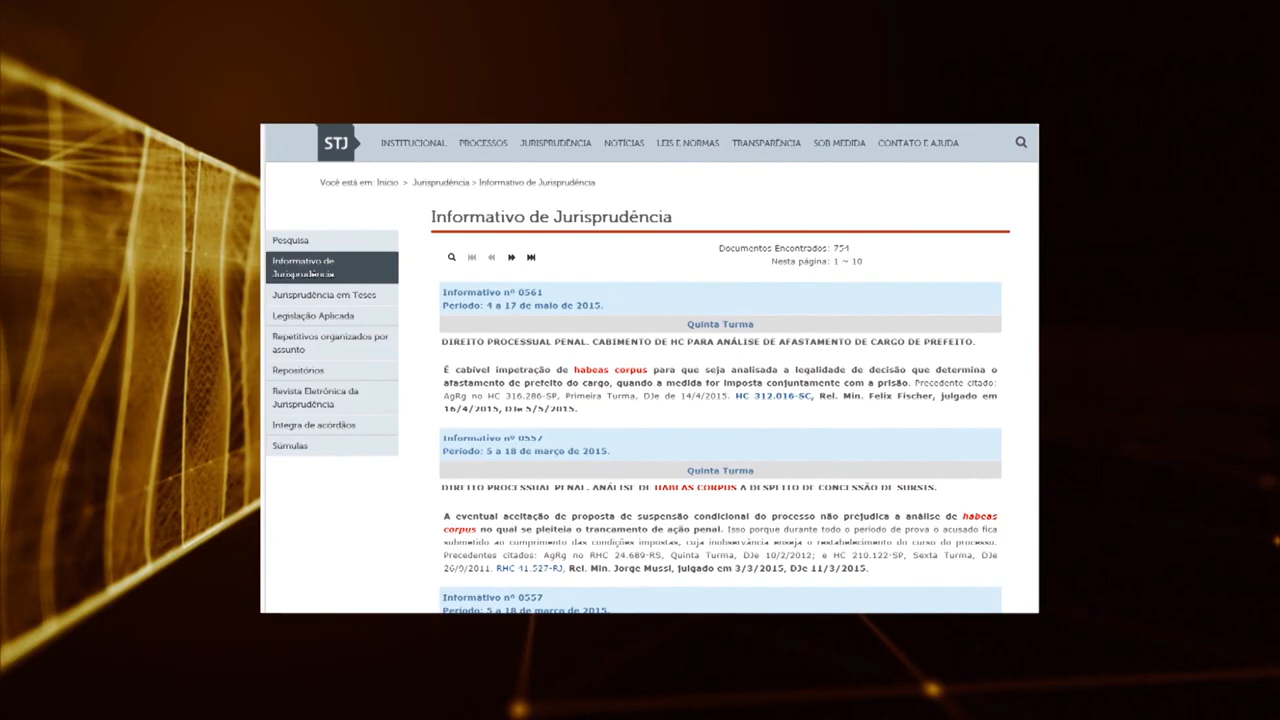 STJ INSTITUCIONAL PROCESSOS JURISPRUDÊNCIA NOTÍCIAS LEIS E NORMAS TRANSPARÊNCIA SOB MEDIDA CONTATO E AJUDA
Você está em: Início > Jurisprudência > Informativo de Jurisprudência
Informativo de Jurisprudência
Pesquisa
Informativo de
Jurisprudência
Jurisprudência em Teses
Legislação Aplicada
Repetitivos organizados por
assunto
Repositórios
Revista Eletrônica da
Jurisprudência
Íntegra de acórdãos
Súmulas
Documentos Encontrados: 754
Nesta página: 1 ~ 10
Informativo nº 0561
Período: 4 a 17 de maio de 2015.
Quinta Turma
DIREITO PROCESSUAL PENAL. CABIMENTO DE HC PARA ANÁLISE DE AFASTAMENTO DE CARGO DE PREFEITO.
É cabível impetração de habeas corpus para que seja analisada a legalidade de decisão que determina o
afastamento de prefeito do cargo, quando a medida for imposta conjuntamente com a prisão. Precedente citado:
AgRg no HC 316.286-SP, Primeira Turma, DJe de 14/4/2015. HC 312.016-SC, Rel. Min. Felix Fischer, julgado em
16/4/2015, DJe 5/5/2015.
Informativo nº 0557
Período: 5 a 18 de março de 2015.
Quinta Turma
DIREITO PROCESSUAL PENAL. ANÁLISE DE HABEAS CORPUS A DESPEITO DE CONCESSÃO DE SURSIS.
A eventual aceitação de proposta de suspensão condicional do processo não prejudica a análise de habeas
corpus no qual se pleiteia o trancamento de ação penal. Isso porque durante todo o período de prova o acusado fica
submetido ao cumprimento das condições impostas, cuja inobservância enseja o restabelecimento do curso do processo.
Precedentes citados: AgRg no RHC 24.689-RS, Quinta Turma, DJe 10/2/2012; e HC 210.122-SP, Sexta Turma, DJe
26/9/2011. RHC 41.527-RJ, Rel. Min. Jorge Mussi, julgado em 3/3/2015, DJe 11/3/2015.
Informativo nº 0557
Período: 5 a 18 de março de 2015.